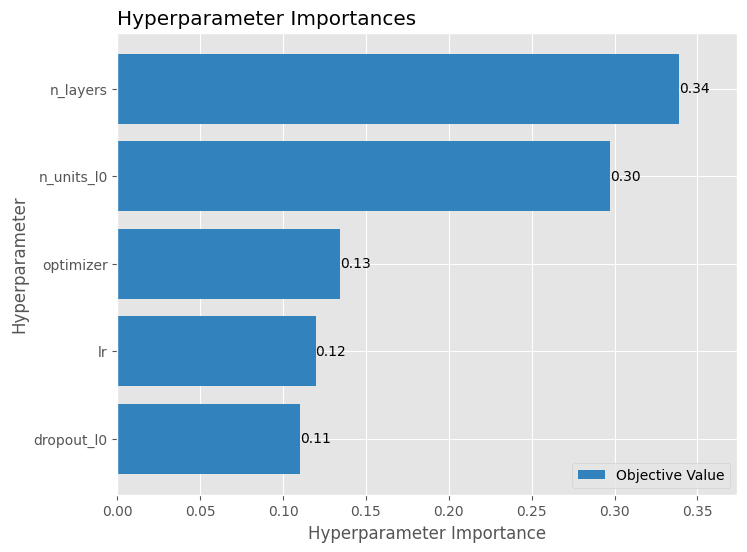 Hyperparameter Importances
Hyperparameter
n_layers
0.34
n_units_l0
0.30
optimizer
0.13
lr
0.12
dropout_l0
0.11
Objective Value
0.00 0.05 0.10 0.15 0.20 0.25 0.30 0.35
Hyperparameter Importance